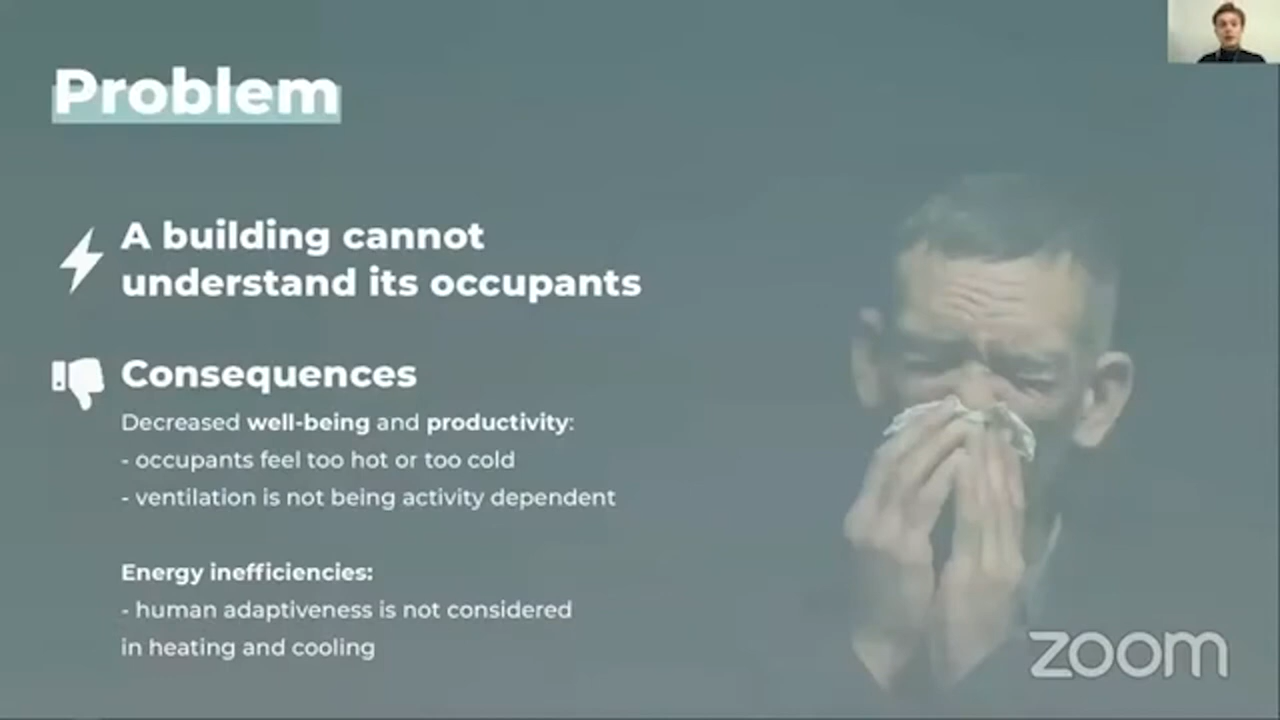 Problem
A building cannot
understand its occupants
Consequences
Decreased well-being and productivity:
- occupants feel too hot or too cold
- ventilation is not being activity dependent
Energy inefficiencies:
- human adaptiveness is not considered
in heating and cooling
zoom